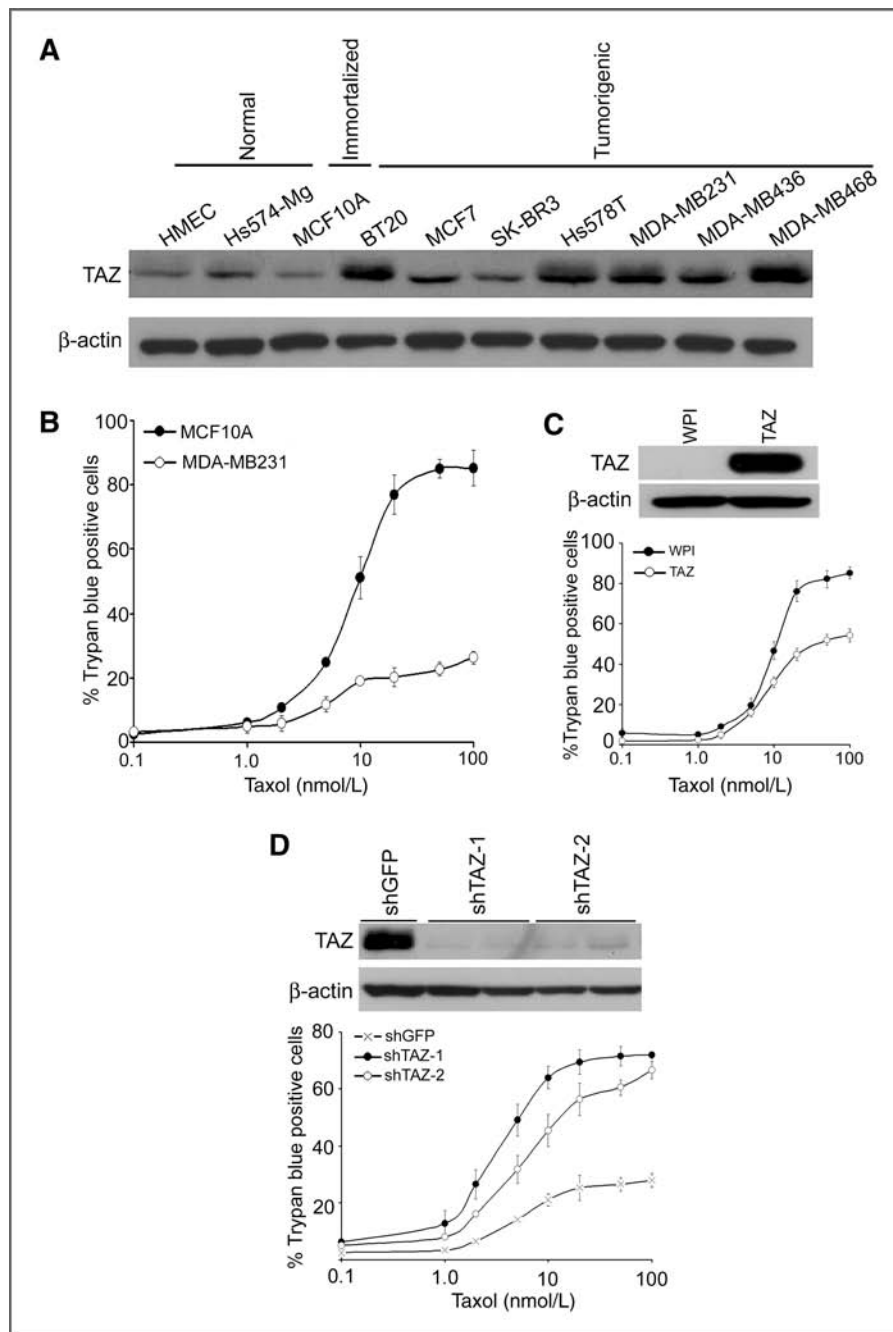 A
Normal
Immortalized
Tumorigenic
HMEC
Hs574-Mg
MCF10A
BT20
MCF7
SK-BR3
Hs578T
MDA-MB231
MDA-MB436
MDA-MB468
TAZ
β-actin
B
100
80
60
40
20
0
% Trypan blue positive cells
MCF10A
MDA-MB231
0.1
1.0
10
100
Taxol (nmol/L)
C
WPI
TAZ
TAZ
β-actin
100
80
60
40
20
0
%Trypan blue positive cells
WPI
TAZ
0.1
1.0
10
100
Taxol (nmol/L)
D
shGFP
shTAZ-1
shTAZ-2
TAZ
β-actin
80
60
40
20
% Trypan blue positive cells
shGFP
shTAZ-1
shTAZ-2
0.1
1.0
10
100
Taxol (nmol/L)